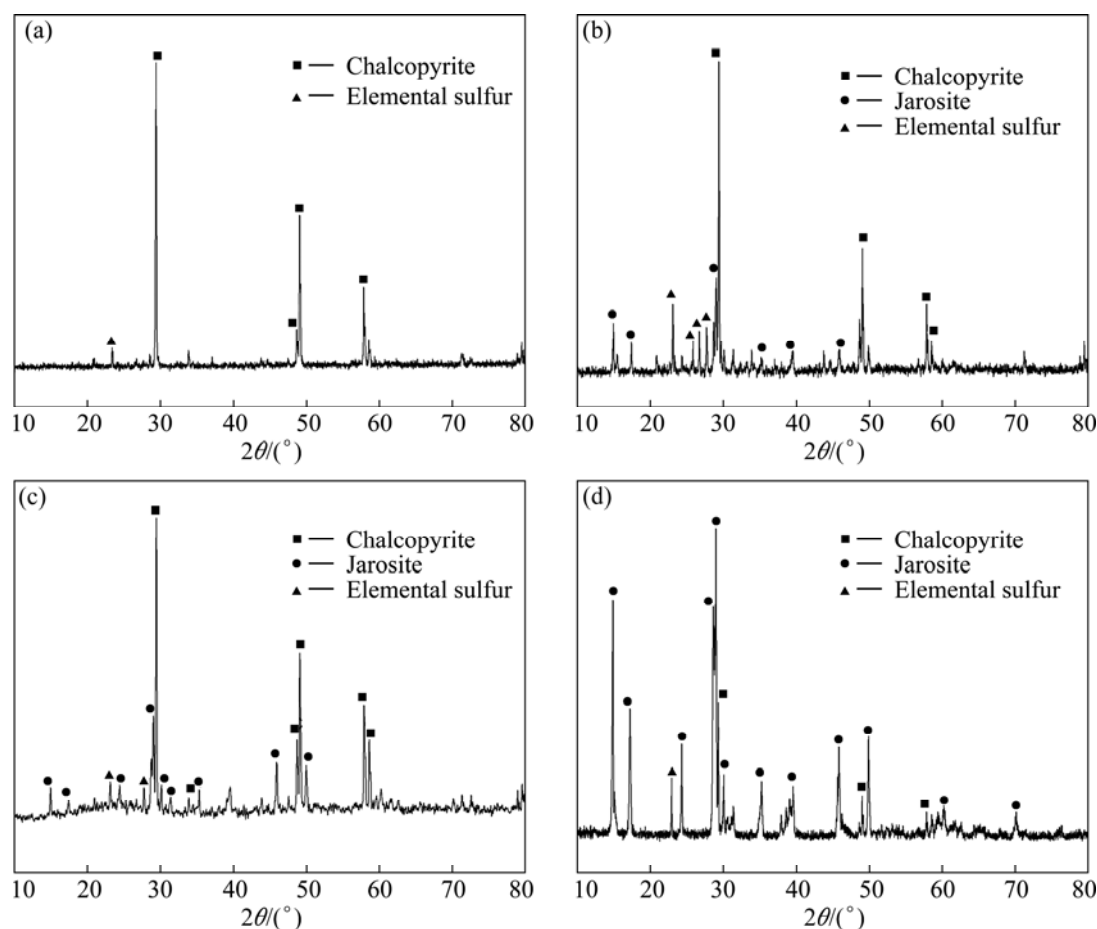 (a)
■ — Chalcopyrite
▲ — Elemental sulfur
10 20 30 40 50 60 70 80
2θ/(°)
(b)
■ — Chalcopyrite
● — Jarosite
▲ — Elemental sulfur
10 20 30 40 50 60 70 80
2θ/(°)
(c)
■ — Chalcopyrite
● — Jarosite
▲ — Elemental sulfur
10 20 30 40 50 60 70 80
2θ/(°)
(d)
■ — Chalcopyrite
● — Jarosite
▲ — Elemental sulfur
10 20 30 40 50 60 70 80
2θ/(°)